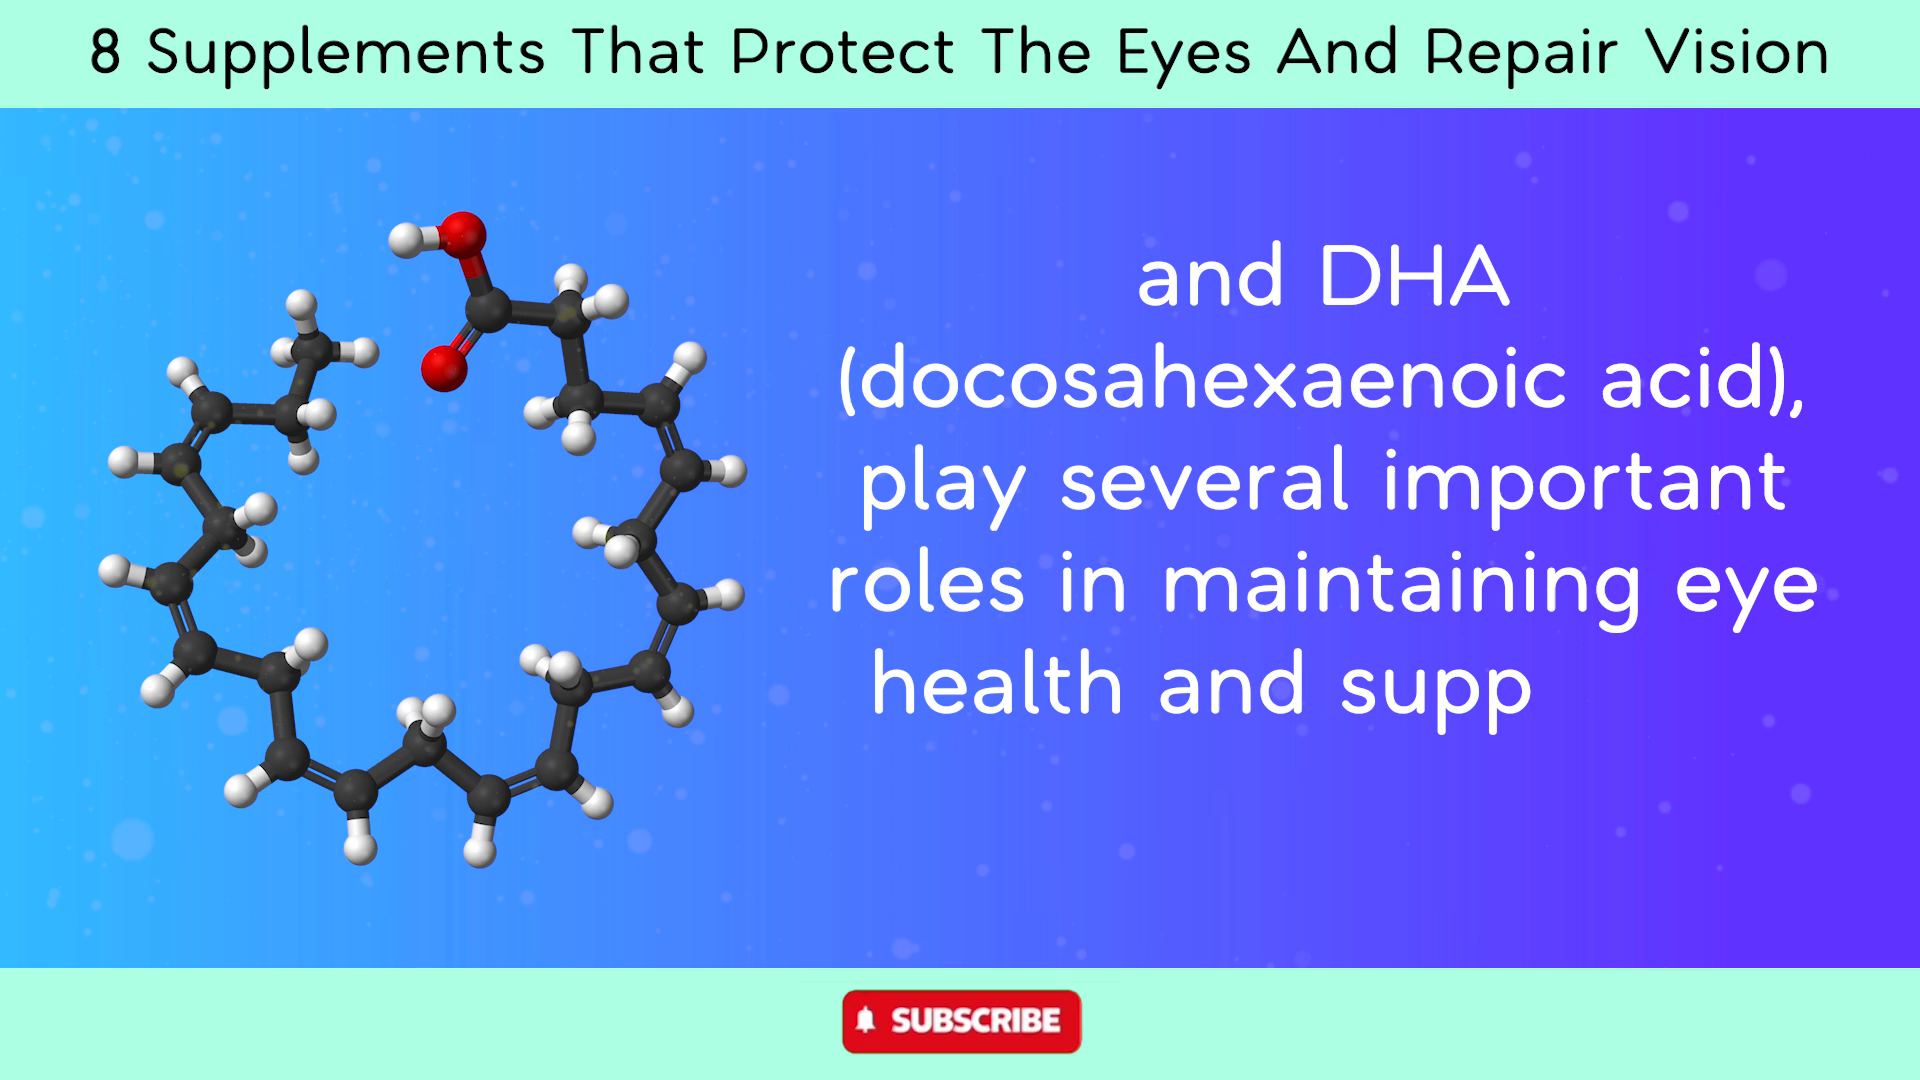 8 Supplements That Protect The Eyes And Repair Vision
and DHA
(docosahexaenoic acid),
play several important
roles in maintaining eye
health and supp
SUBSCRIBE